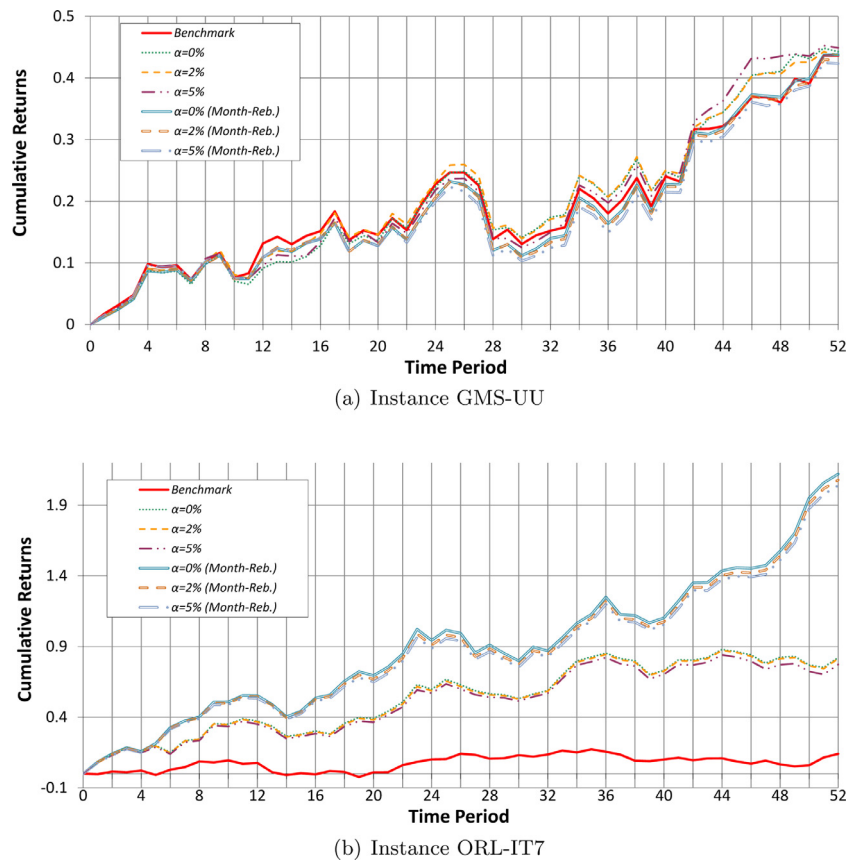 0.5
0.4
0.3
0.2
0.1
0
Cumulative Returns
Benchmark
α=0%
α=2%
α=5%
α=0% (Month-Reb.)
α=2% (Month-Reb.)
α=5% (Month-Reb.)
0 4 8 12 16 20 24 28 32 36 40 44 48 52
Time Period
(a) Instance GMS-UU
1.9
1.4
0.9
0.4
-0.1
Cumulative Returns
Benchmark
α=0%
α=2%
α=5%
α=0% (Month-Reb.)
α=2% (Month-Reb.)
α=5% (Month-Reb.)
0 4 8 12 16 20 24 28 32 36 40 44 48 52
Time Period
(b) Instance ORL-IT7